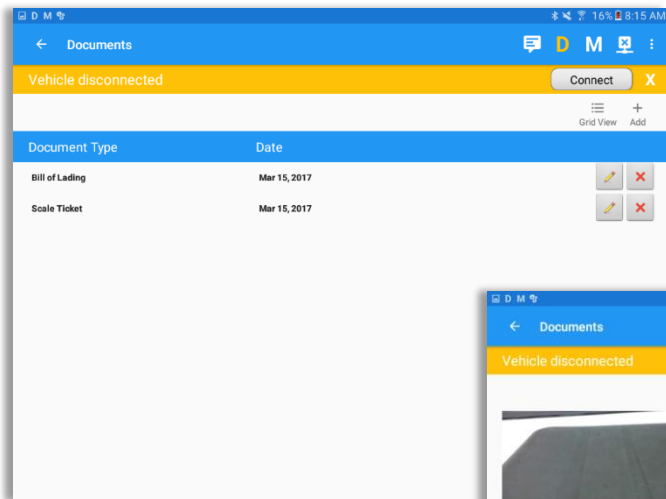 D M 16% 8:15 AM
Documents D M
Vehicle disconnected Connect X
Grid View Add
Document Type Date
Bill of Lading Mar 15, 2017
Scale Ticket Mar 15, 2017
D M
Documents
Vehicle disconnected